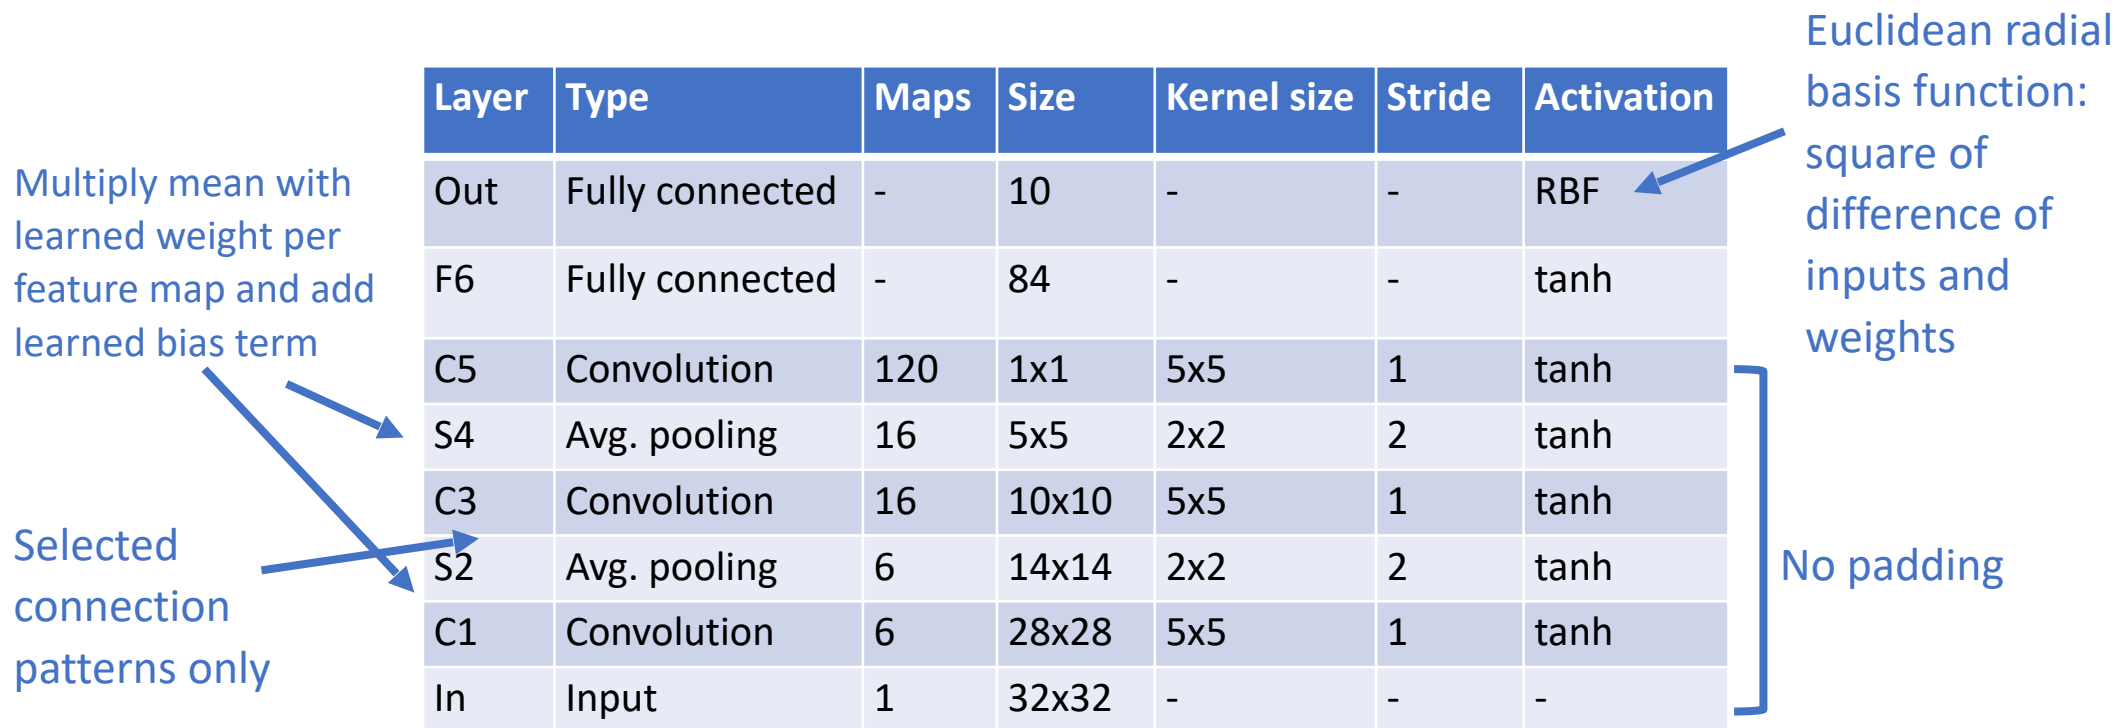 Euclidean radial
basis function:
square of
difference of
inputs and
weights
Multiply mean with
learned weight per
feature map and add
learned bias term
Selected
connection
patterns only
Layer Type Maps Size Kernel size Stride Activation
Out Fully connected - 10 - - RBF
F6 Fully connected - 84 - - tanh
C5 Convolution 120 1x1 5x5 1 tanh
S4 Avg. pooling 16 5x5 2x2 2 tanh
C3 Convolution 16 10x10 5x5 1 tanh
S2 Avg. pooling 6 14x14 2x2 2 tanh
C1 Convolution 6 28x28 5x5 1 tanh
In Input 1 32x32 - - -
No padding